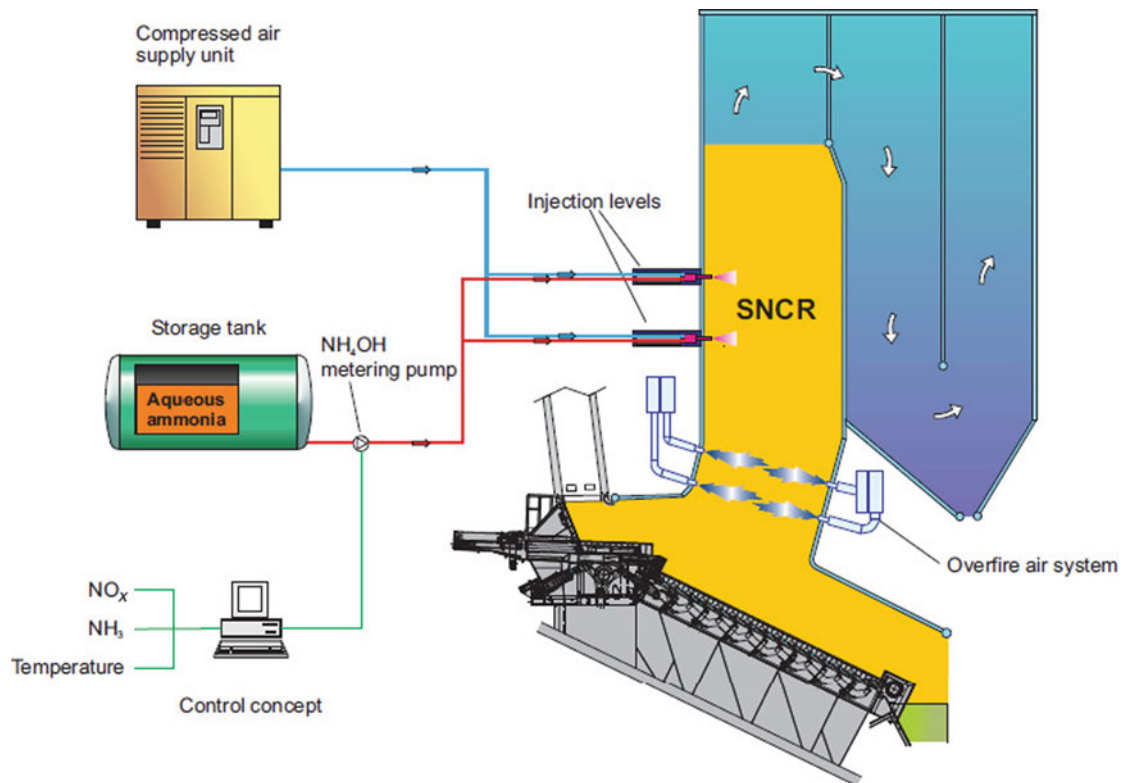 Compressed air
supply unit
Injection levels
SNCR
Storage tank
NH₄OH
metering pump
Aqueous
ammonia
Overfire air system
NOₓ
NH₃
Temperature
Control concept